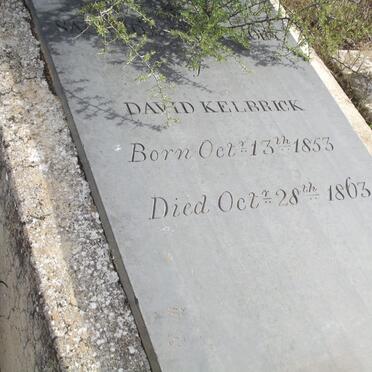 DAVID KELBRICK
Born Octr 13th 1853
Died Octr 28th 1863